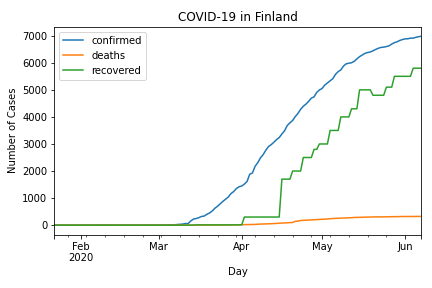 COVID-19 in Finland
confirmed
deaths
recovered
Number of Cases
7000
6000
5000
4000
3000
2000
1000
0
Feb
2020
Mar
Apr
May
Jun
Day